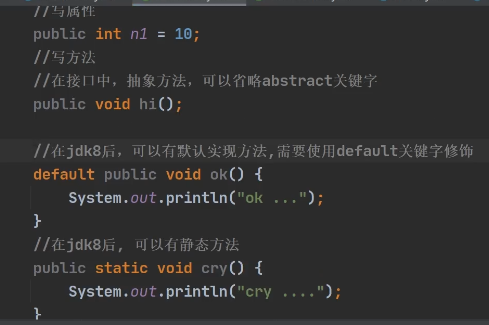 //写属性
public int n1 = 10;
//写方法
//在接口中，抽象方法，可以省略abstract关键字
public void hi();
//在jdk8后，可以有默认实现方法,需要使用default关键字修饰
default public void ok() {
System.out.println("ok ...");
}
//在jdk8后, 可以有静态方法
public static void cry() {
System.out.println("cry ....");
}